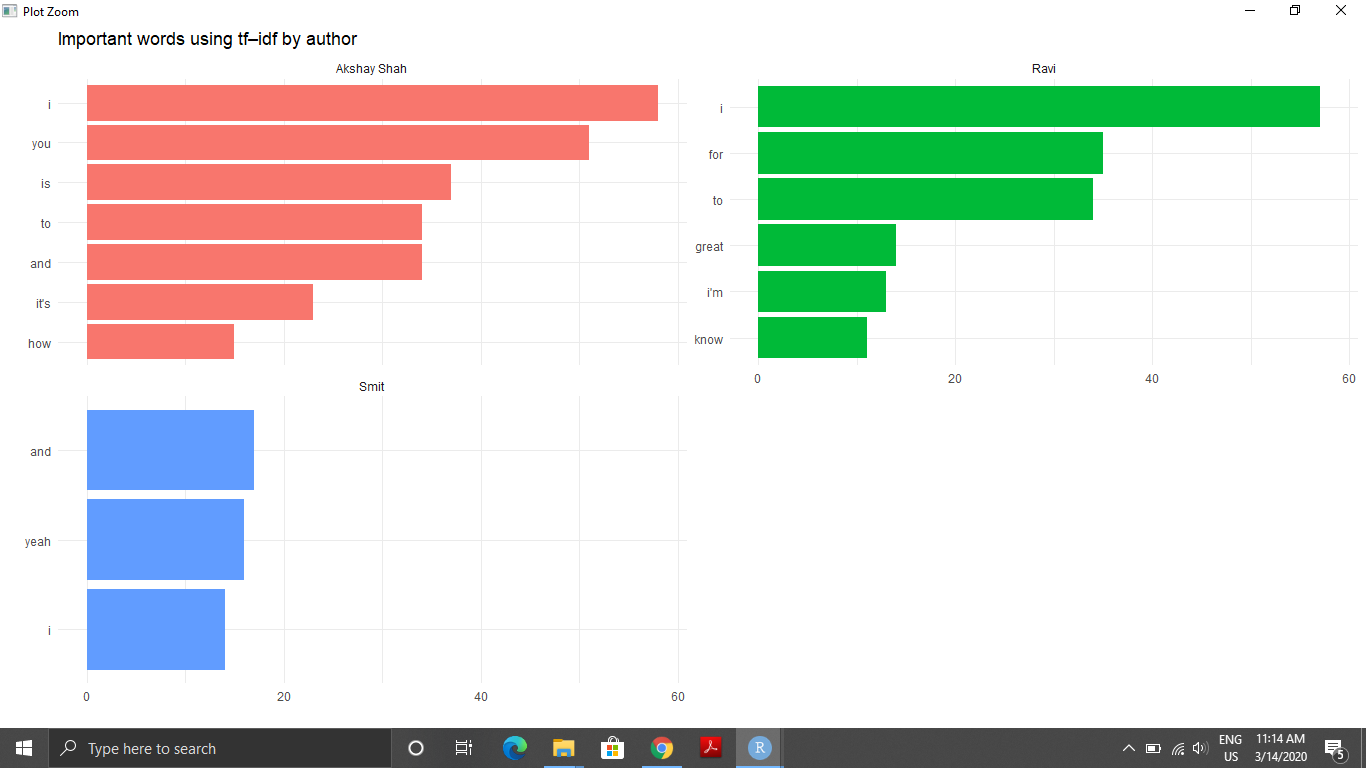 Plot Zoom
Important words using tf–idf by author
Akshay Shah
i
you
is
to
and
it's
how
Ravi
i
for
to
great
i'm
know
0 20 40 60
Smit
and
yeah
i
0 20 40 60
Type here to search
R
ENG
US
11:14 AM
3/14/2020
5